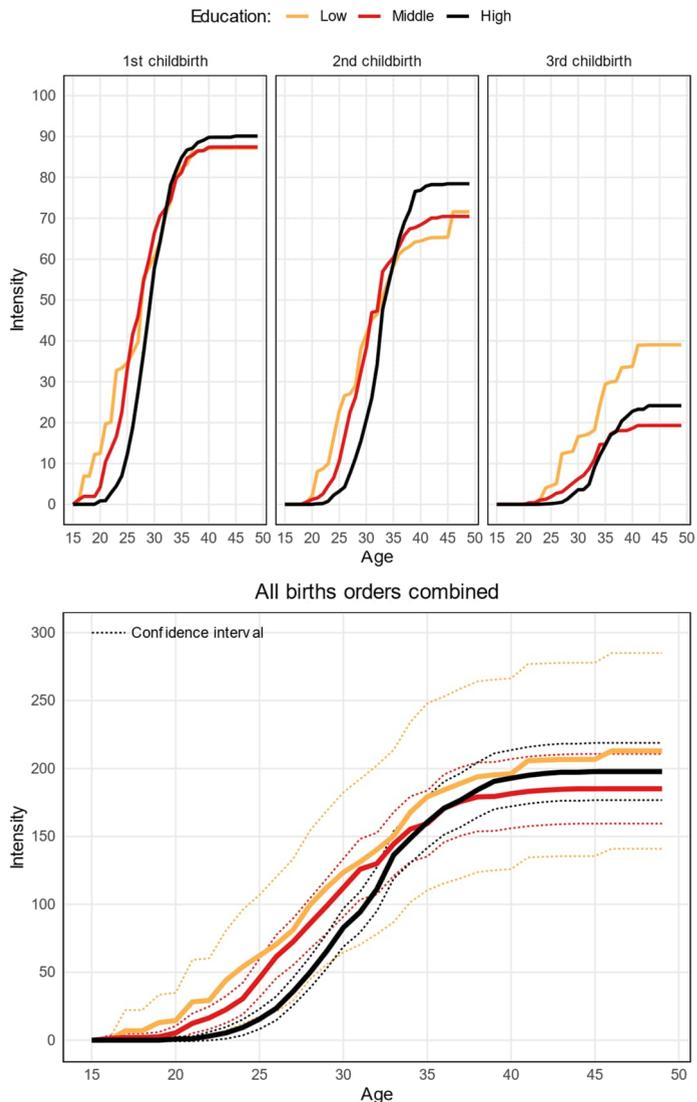 Education: Low Middle High
1st childbirth 2nd childbirth 3rd childbirth
100
90
80
70
60
50
40
30
20
10
0
Intensity
15 20 25 30 35 40 45 50 15 20 25 30 35 40 45 50 15 20 25 30 35 40 45 50
Age
All births orders combined
Confidence interval
300
250
200
150
100
50
0
Intensity
15 20 25 30 35 40 45 50
Age